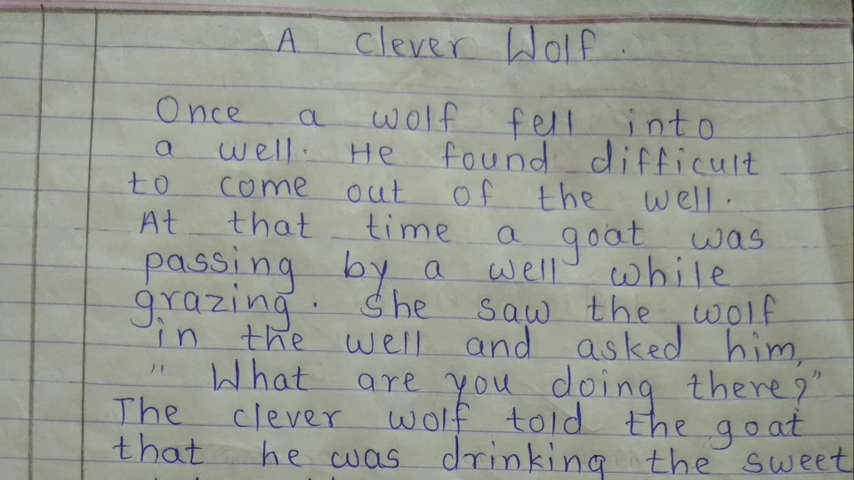 A Clever Wolf.
Once a wolf fell into
a well. He found difficult
to come out of the well.
At that time a goat was
passing by a well while
grazing. She saw the wolf
in the well and asked him,
" What are you doing there?"
The clever wolf told the goat
that he was drinking the sweet